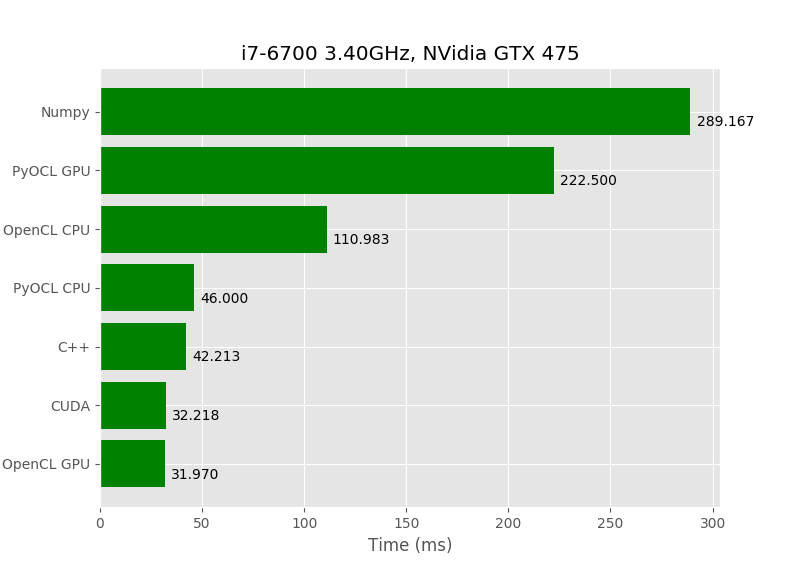 i7-6700 3.40GHz, NVidia GTX 475
Numpy
289.167
PyOCL GPU
222.500
OpenCL CPU
110.983
PyOCL CPU
46.000
C++
42.213
CUDA
32.218
OpenCL GPU
31.970
0 50 100 150 200 250 300
Time (ms)